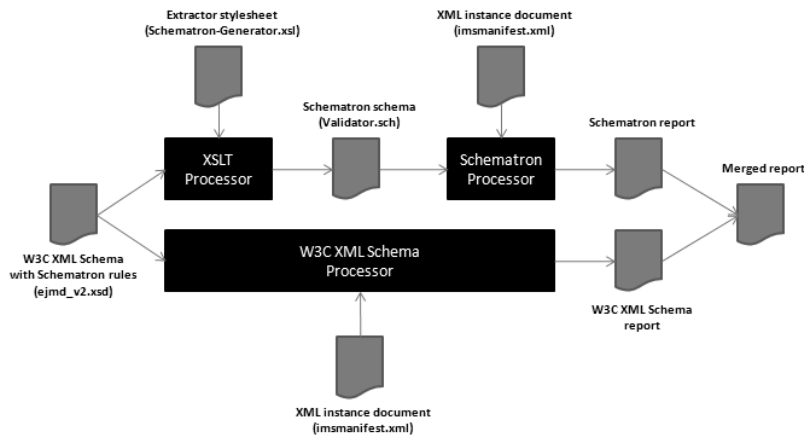 Extractor stylesheet
(Schematron-Generator.xsl)
XML instance document
(imsmanifest.xml)
Schematron schema
(Validator.sch)
Schematron report
XSLT
Processor
Schematron
Processor
Merged report
W3C XML Schema
with Schematron rules
(ejmd_v2.xsd)
W3C XML Schema
Processor
W3C XML Schema
report
XML instance document
(imsmanifest.xml)